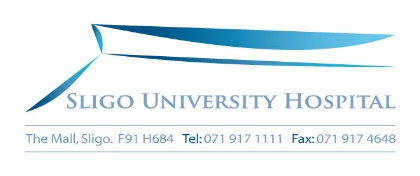 SLIGO UNIVERSITY HOSPITAL
The Mall, Sligo. F91 H684 Tel: 071 917 1111 Fax: 071 917 4648